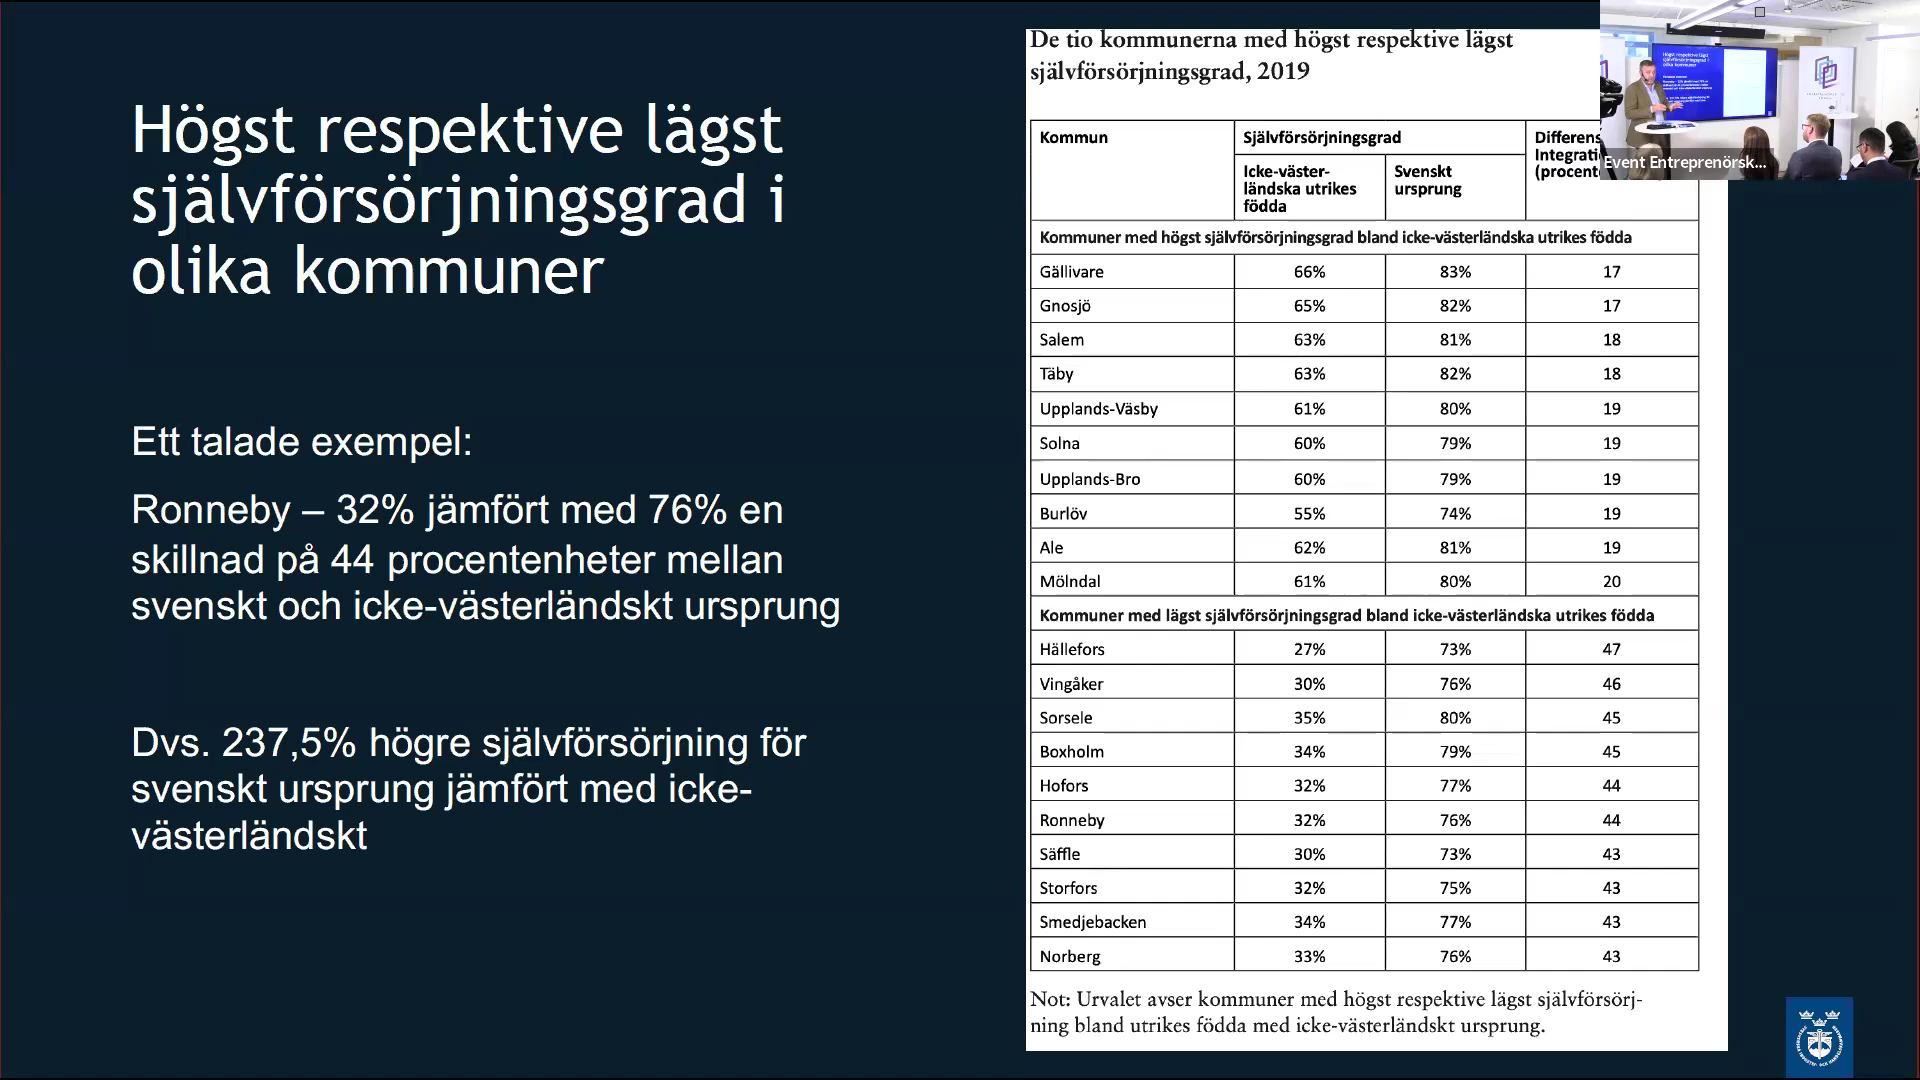 Högst respektive lägst
självförsörjningsgrad i
olika kommuner
Ett talade exempel:
Ronneby – 32% jämfört med 76% en
skillnad på 44 procentenheter mellan
svenskt och icke-västerländskt ursprung
Dvs. 237,5% högre självförsörjning för
svenskt ursprung jämfört med icke-
västerländskt
De tio kommunerna med högst respektive lägst
självförsörjningsgrad, 2019
Kommun Självförsörjningsgrad
Icke-väster-
ländska utrikes
födda
Svenskt
ursprung
Kommuner med högst självförsörjningsgrad bland icke-västerländska utrikes födda
Gällivare 66% 83% 17
Gnosjö 65% 82% 17
Salem 63% 81% 18
Täby 63% 82% 18
Upplands-Väsby 61% 80% 19
Solna 60% 79% 19
Upplands-Bro 60% 79% 19
Burlöv 55% 74% 19
Ale 62% 81% 19
Mölndal 61% 80% 20
Kommuner med lägst självförsörjningsgrad bland icke-västerländska utrikes födda
Hällefors 27% 73% 47
Vingåker 30% 76% 46
Sorsele 35% 80% 45
Boxholm 34% 79% 45
Hofors 32% 77% 44
Ronneby 32% 76% 44
Säffle 30% 73% 43
Storfors 32% 75% 43
Smedjebacken 34% 77% 43
Norberg 33% 76% 43
Not: Urvalet avser kommuner med högst respektive lägst självförsörj-
ning bland utrikes födda med icke-västerländskt ursprung.
Event Entreprenörsk...